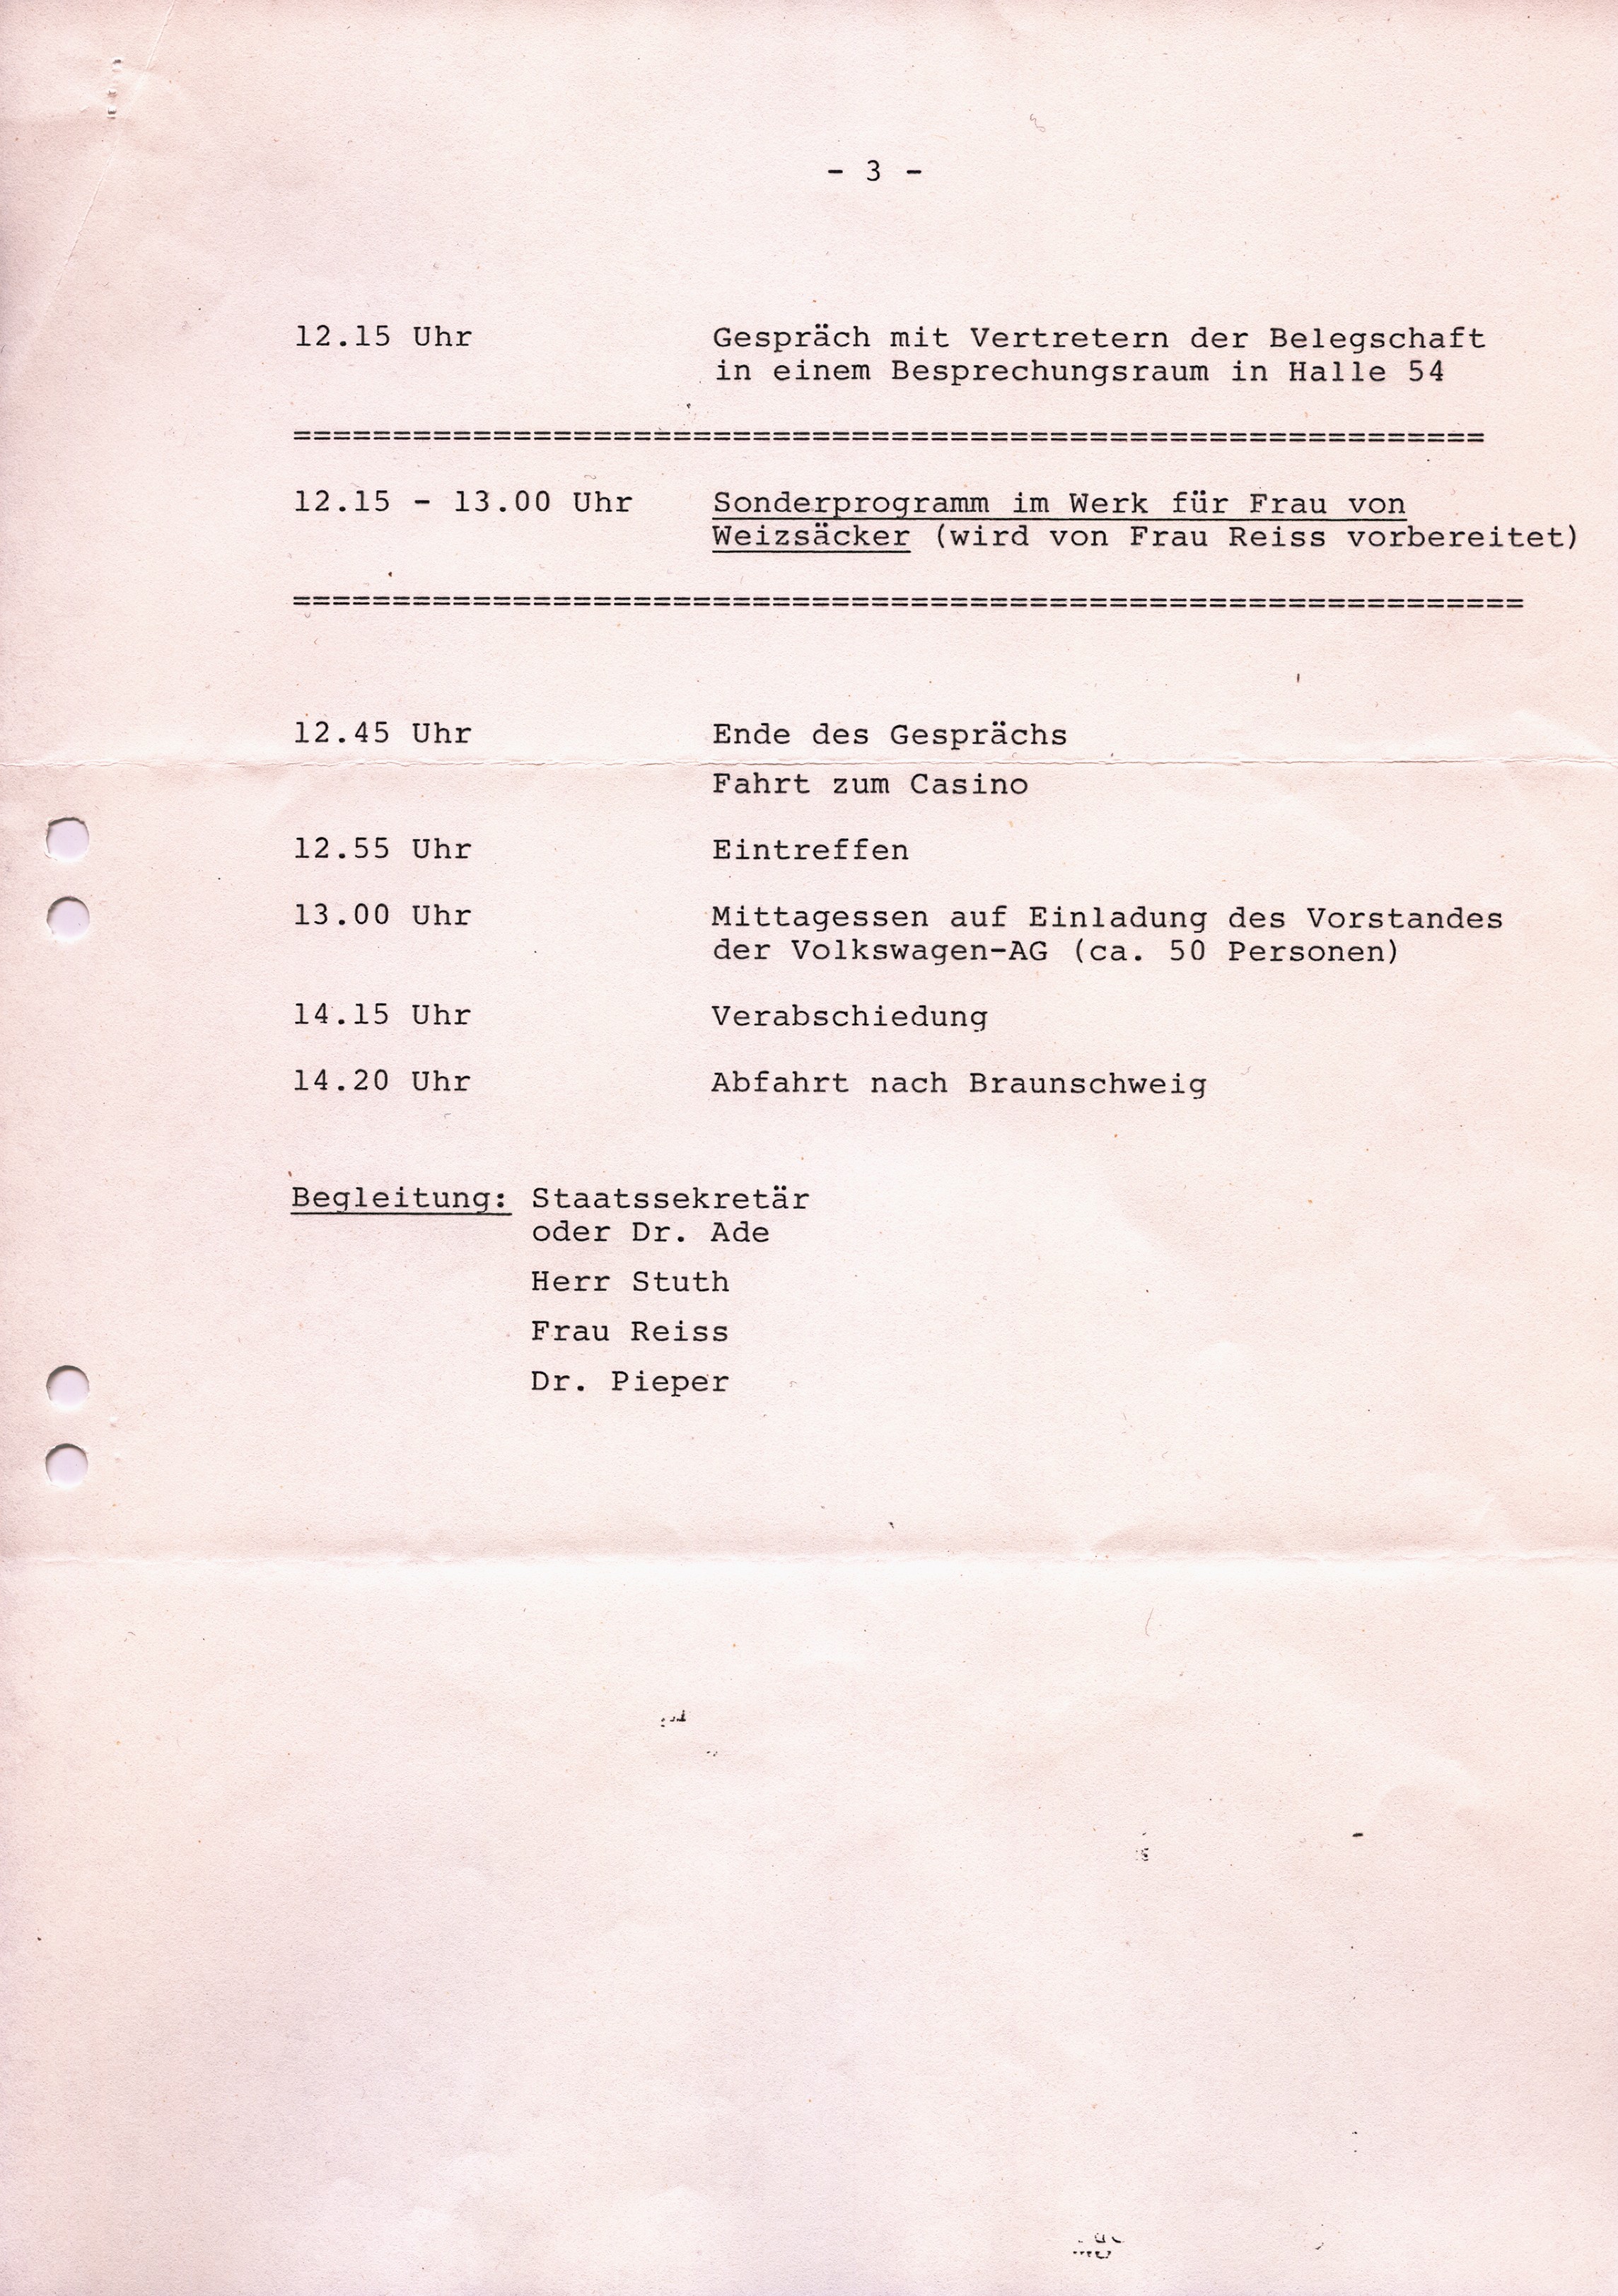 - 3 -
12.15 Uhr Gespräch mit Vertretern der Belegschaft
in einem Besprechungsraum in Halle 54
============================================================
12.15 - 13.00 Uhr Sonderprogramm im Werk für Frau von
Weizsäcker (wird von Frau Reiss vorbereitet)
==============================================================
12.45 Uhr Ende des Gesprächs
Fahrt zum Casino
12.55 Uhr Eintreffen
13.00 Uhr Mittagessen auf Einladung des Vorstandes
der Volkswagen-AG (ca. 50 Personen)
14.15 Uhr Verabschiedung
14.20 Uhr Abfahrt nach Braunschweig
Begleitung: Staatssekretär
oder Dr. Ade
Herr Stuth
Frau Reiss
Dr. Pieper